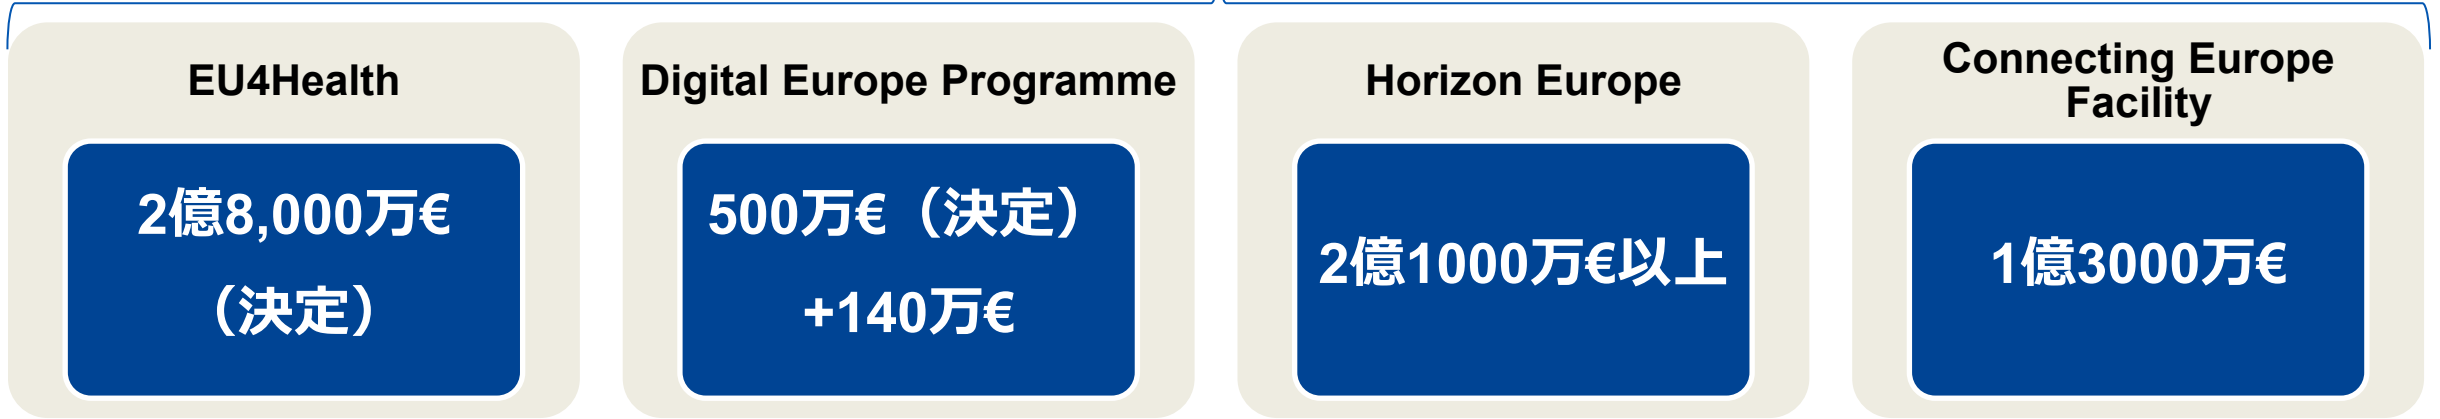 EU4Health
2億8,000万€
（決定）
Digital Europe Programme
500万€（決定）
+140万€
Horizon Europe
2億1000万€以上
Connecting Europe
Facility
1億3000万€